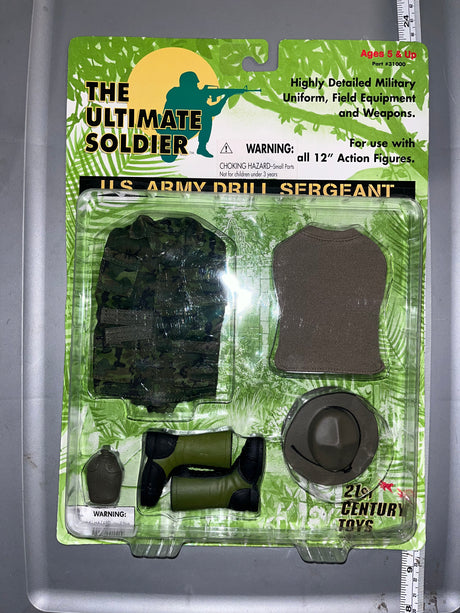 Ages 5 & Up
Part #31000
THE
ULTIMATE
SOLDIER
Highly Detailed Military
Uniform, Field Equipment
and Weapons.
For use with
all 12" Action Figures.
WARNING:
CHOKING HAZARD-Small Parts
Not for children under 3 years
U.S. ARMY DRILL SERGEANT
WARNING:
21st
CENTURY
TOYS
24
8